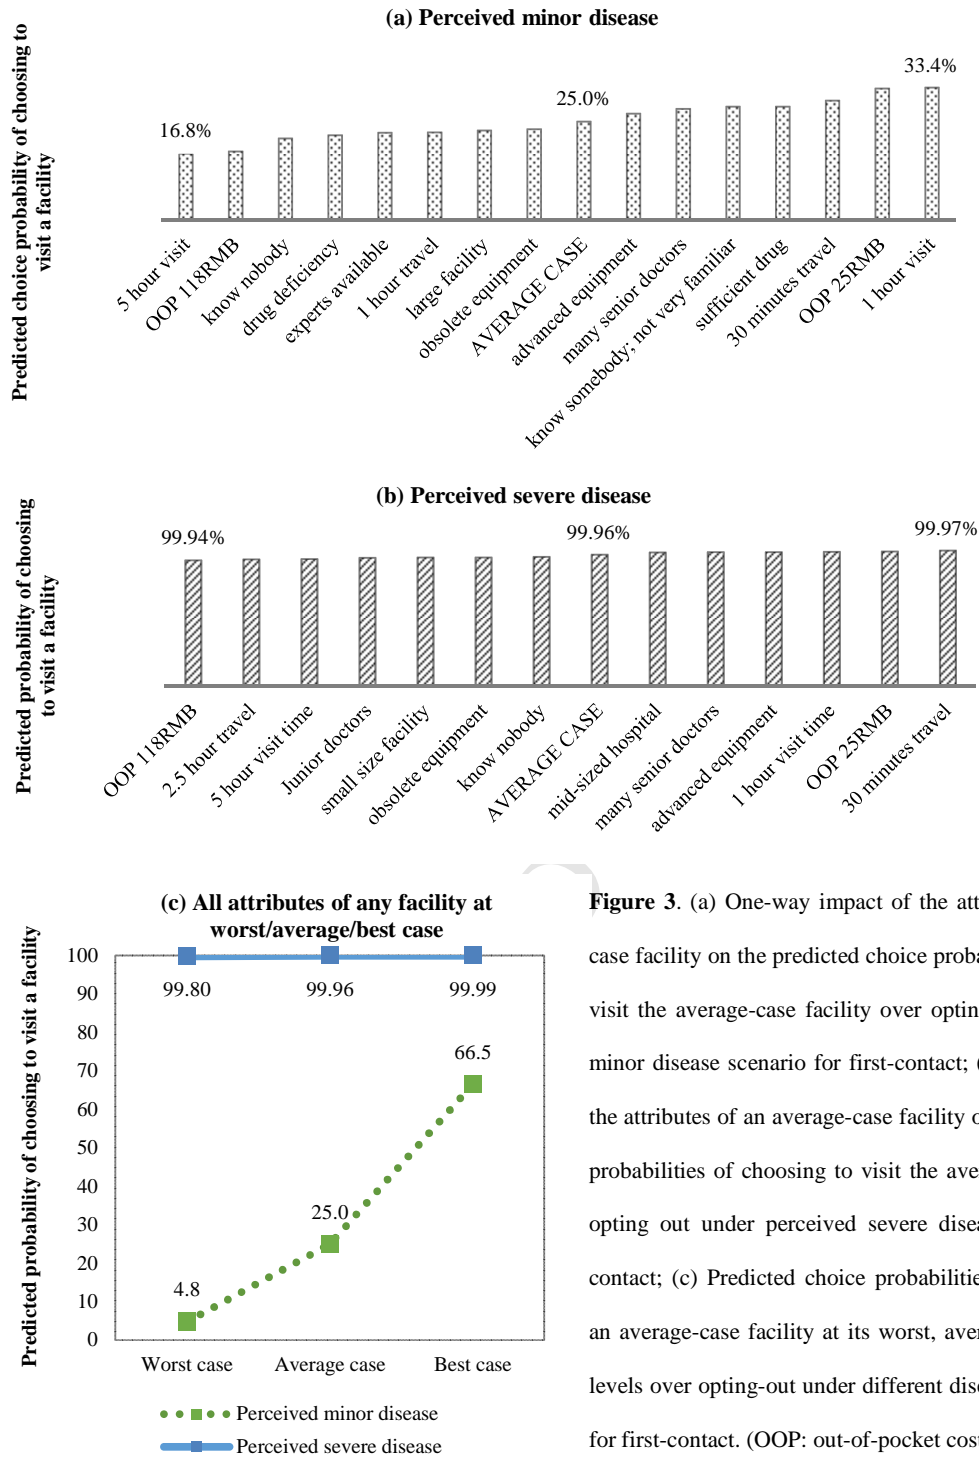 (a) Perceived minor disease
Predicted choice probability of choosing to
visit a facility
16.8%
25.0%
33.4%
5 hour visit
OOP 118RMB
know nobody
drug deficiency
experts available
1 hour travel
large facility
obsolete equipment
AVERAGE CASE
advanced equipment
many senior doctors
know somebody; not very familiar
sufficient drug
30 minutes travel
OOP 25RMB
1 hour visit
(b) Perceived severe disease
Predicted probability of choosing
to visit a facility
99.94%
99.96%
99.97%
OOP 118RMB
2.5 hour travel
5 hour visit time
Junior doctors
small size facility
obsolete equipment
know nobody
AVERAGE CASE
mid-sized hospital
many senior doctors
advanced equipment
1 hour visit time
OOP 25RMB
30 minutes travel
(c) All attributes of any facility at
worst/average/best case
Predicted probability of choosing to visit a facility
100
90
80
70
60
50
40
30
20
10
0
99.80
99.96
99.99
66.5
25.0
4.8
Worst case
Average case
Best case
Perceived minor disease
Perceived severe disease
Figure 3. (a) One-way impact of the att
case facility on the predicted choice proba
visit the average-case facility over optin
minor disease scenario for first-contact; (
the attributes of an average-case facility o
probabilities of choosing to visit the aver
opting out under perceived severe disea
contact; (c) Predicted choice probabilitie
an average-case facility at its worst, aver
levels over opting-out under different dise
for first-contact. (OOP: out-of-pocket cos